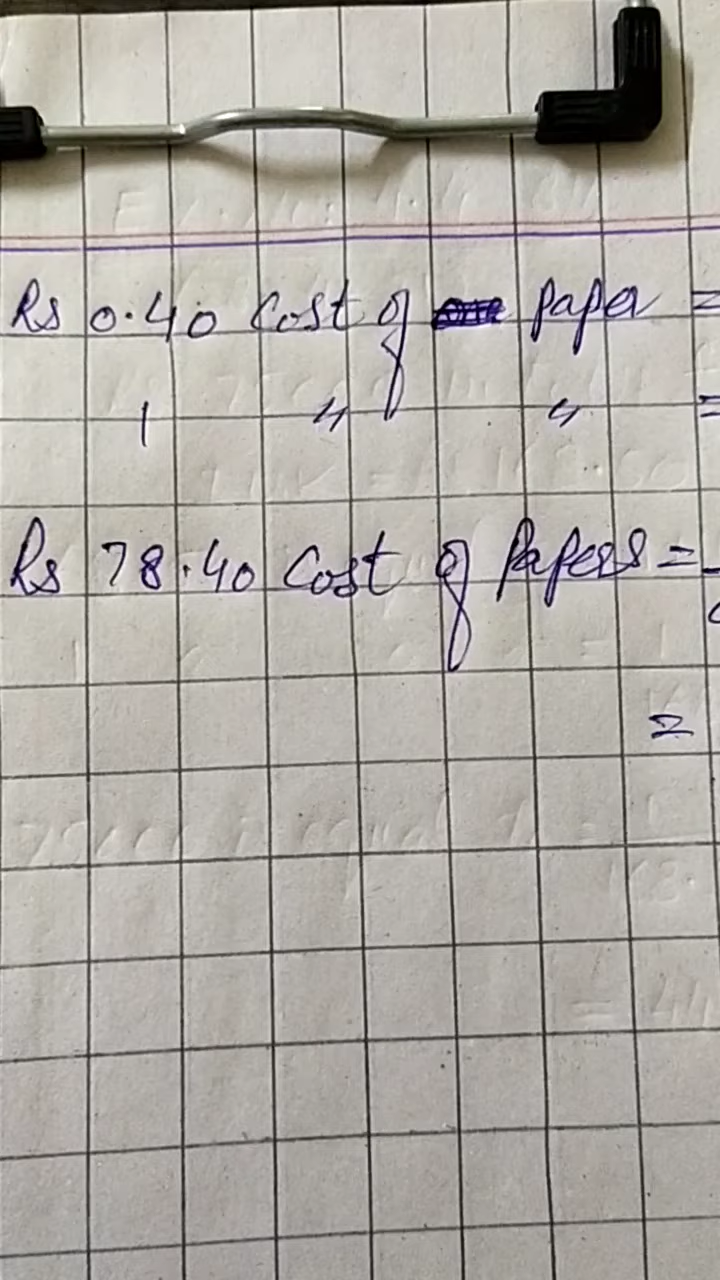 Rs 0.40 Cost of Paper =
1 " " =
Rs 78.40 Cost of Papers =
=